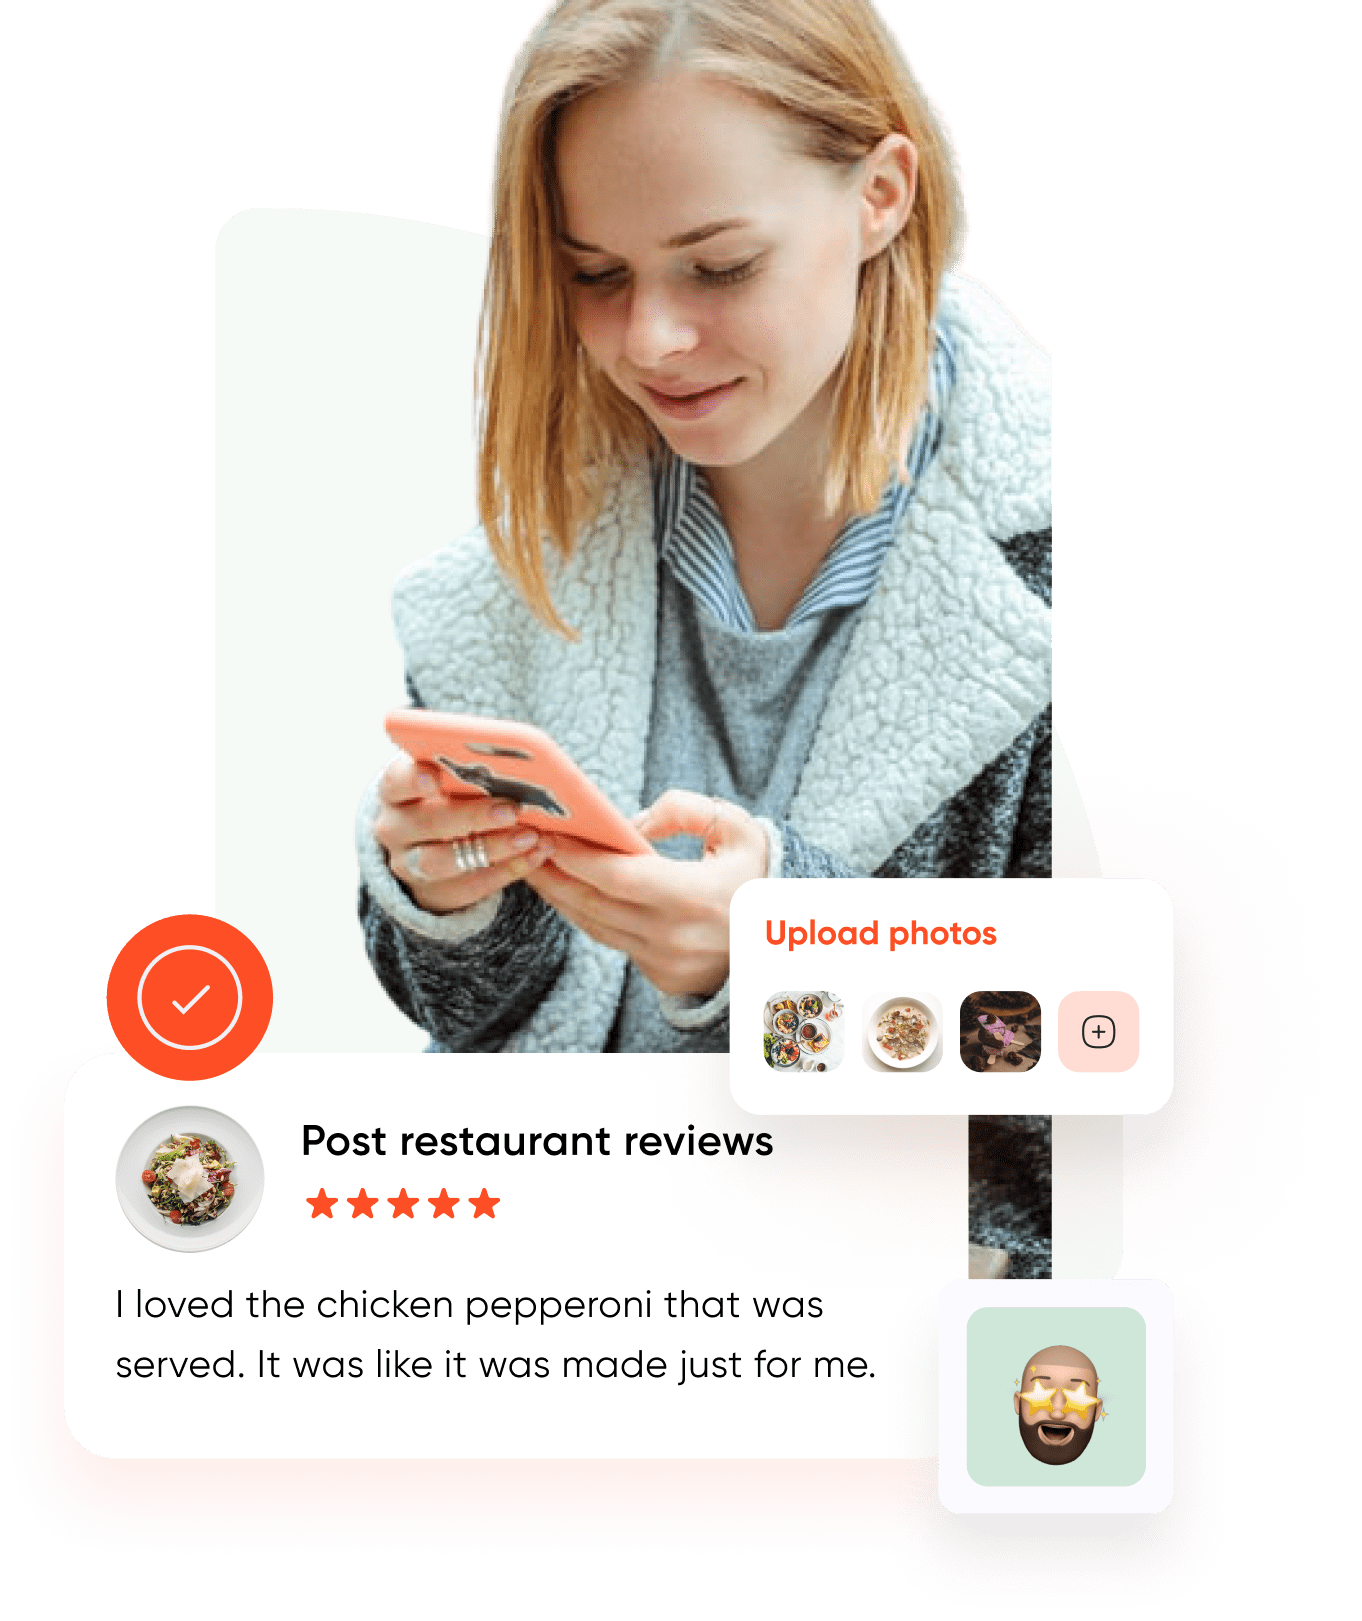 Upload photos
Post restaurant reviews
I loved the chicken pepperoni that was
served. It was like it was made just for me.